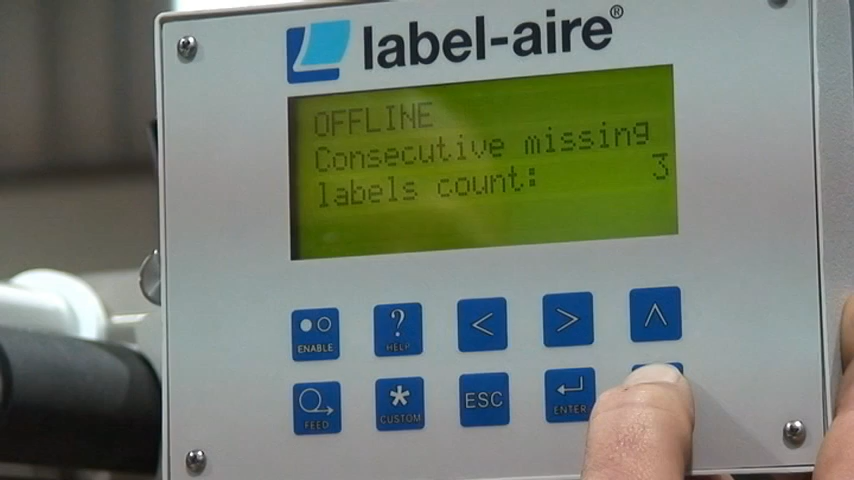 label-aire®
OFFLINE
Consecutive missing
labels count: 3
? < > ^
ENABLE HELP
* ESC
FEED CUSTOM ENTER